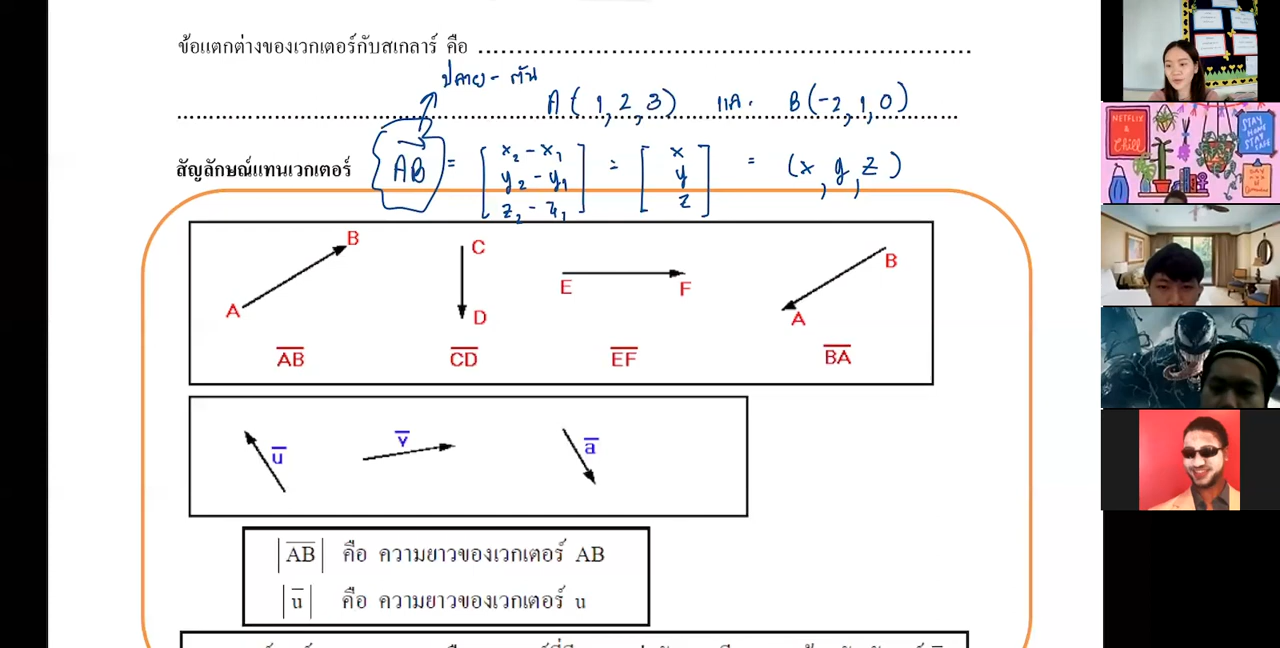 ข้อแตกต่างของเวกเตอร์กับสเกลาร์ คือ ................................................................
ปลาย - ต้น
A ( 1, 2, 3 ) และ B ( -2, 1, 0 )
สัญลักษณ์แทนเวกเตอร์
AB = [ x₂ - x₁ y₂ - y₁ z₂ - z₁ ] = [ x y z ] = ( x, y, z )
B C E F B
A D A
AB CD EF BA
u v a
|AB| คือ ความยาวของเวกเตอร์ AB
|u| คือ ความยาวของเวกเตอร์ u
NETFLIX
&
Chill
STAY
HOME
STAY
SAFE
DAY